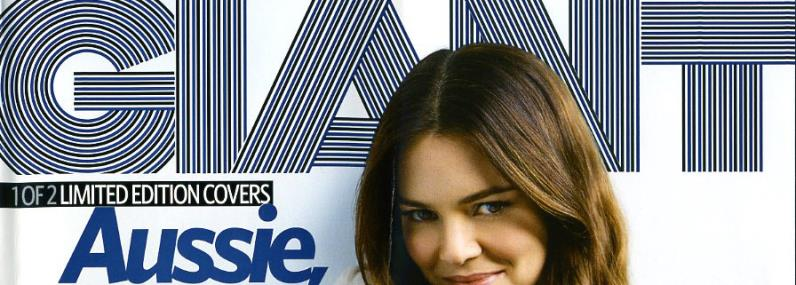 GIANT
1 OF 2 LIMITED EDITION COVERS
Aussie,